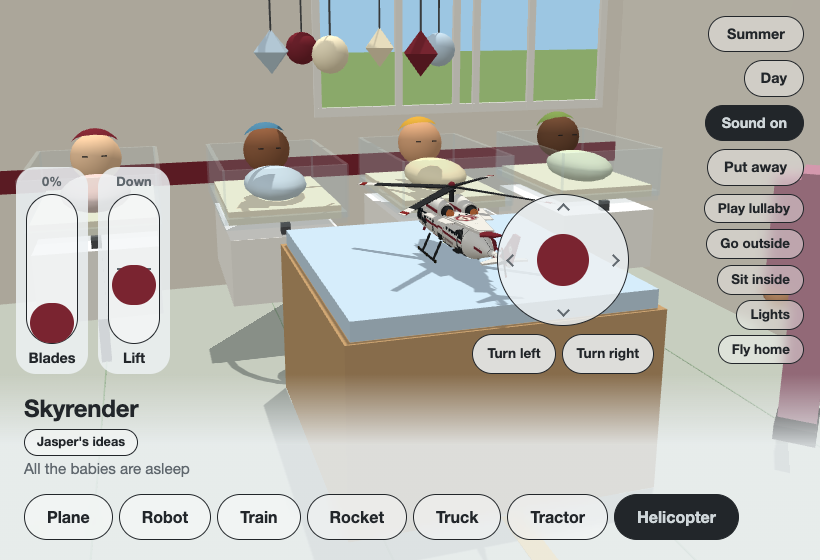 Summer
Day
Sound on
Put away
Play lullaby
Go outside
Sit inside
Lights
Fly home
0%
Down
Blades
Lift
Turn left
Turn right
Skyrender
Jasper's ideas
All the babies are asleep
Plane
Robot
Train
Rocket
Truck
Tractor
Helicopter